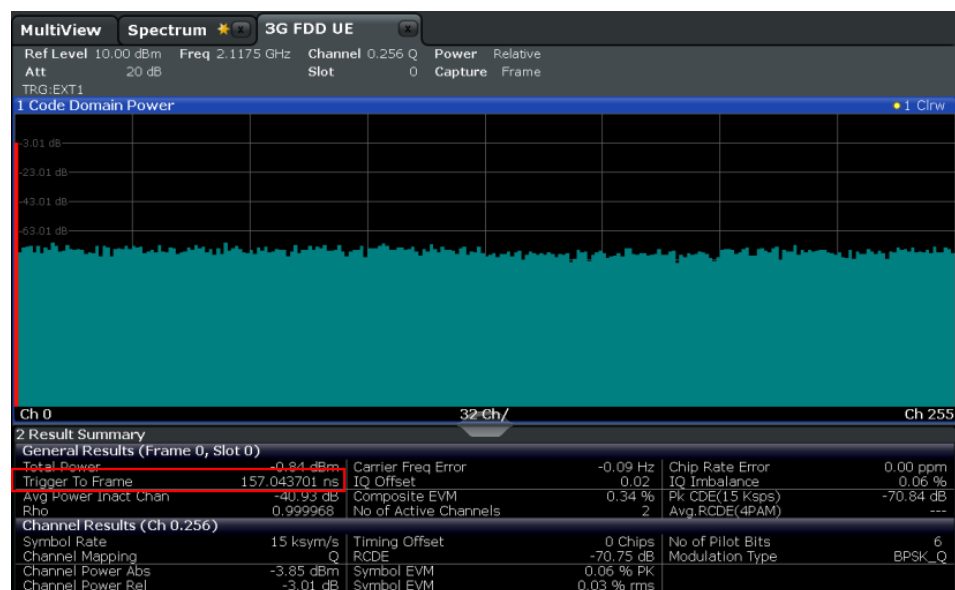 MultiView Spectrum 3G FDD UE
Ref Level 10.00 dBm Freq 2.1175 GHz Channel 0.256 Q Power Relative
Att 20 dB Slot 0 Capture Frame
TRG:EXT1
1 Code Domain Power 1 Clrw
-3.01 dB
-23.01 dB
-43.01 dB
-63.01 dB
Ch 0 32 Ch/ Ch 255
2 Result Summary
General Results (Frame 0, Slot 0)
Total Power -0.84 dBm Carrier Freq Error -0.09 Hz Chip Rate Error 0.00 ppm
Trigger To Frame 157.043701 ns IQ Offset 0.02 IQ Imbalance 0.06 %
Avg Power Inact Chan -40.93 dB Composite EVM 0.34 % Pk CDE(15 Ksps) -70.84 dB
Rho 0.999968 No of Active Channels 2 Avg.RCDE(4PAM) ---
Channel Results (Ch 0.256)
Symbol Rate 15 ksym/s Timing Offset 0 Chips No of Pilot Bits 6
Channel Mapping Q RCDE -70.75 dB Modulation Type BPSK_Q
Channel Power Abs -3.85 dBm Symbol EVM 0.06 % PK
Channel Power Rel -3.01 dB Symbol EVM 0.03 % rms